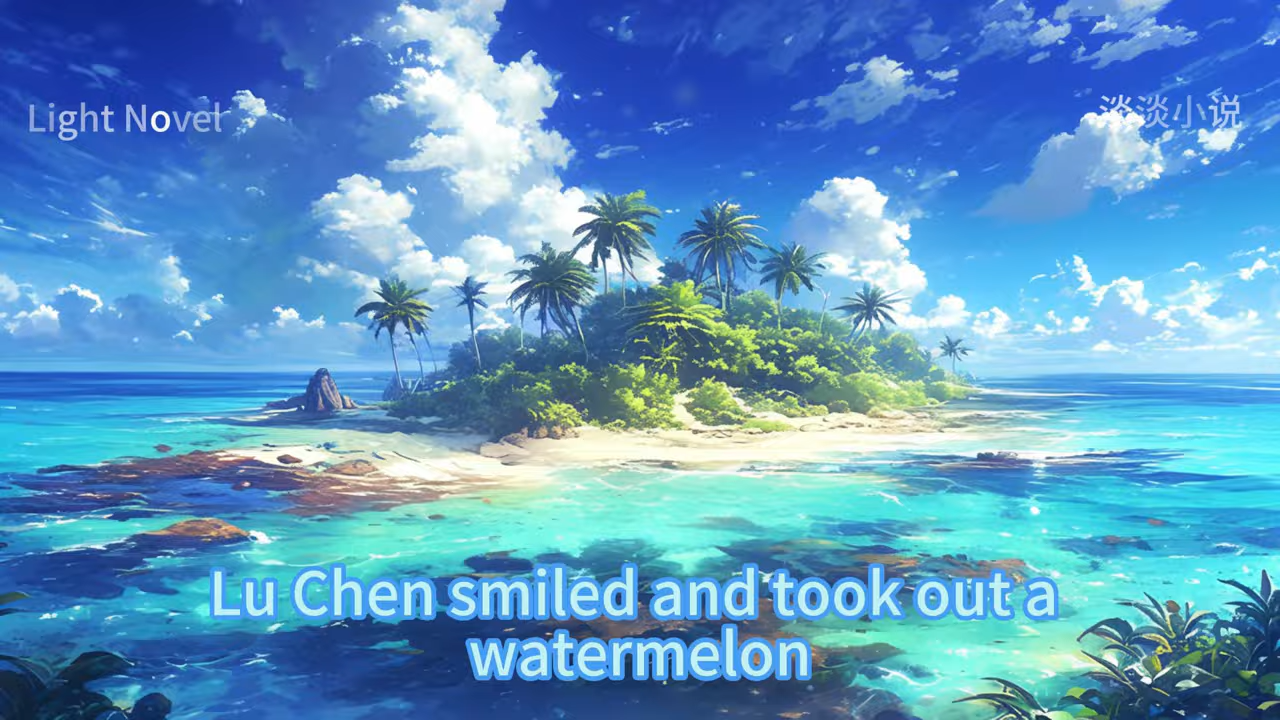 Light Novel
淡淡小说
Lu Chen smiled and took out a
watermelon